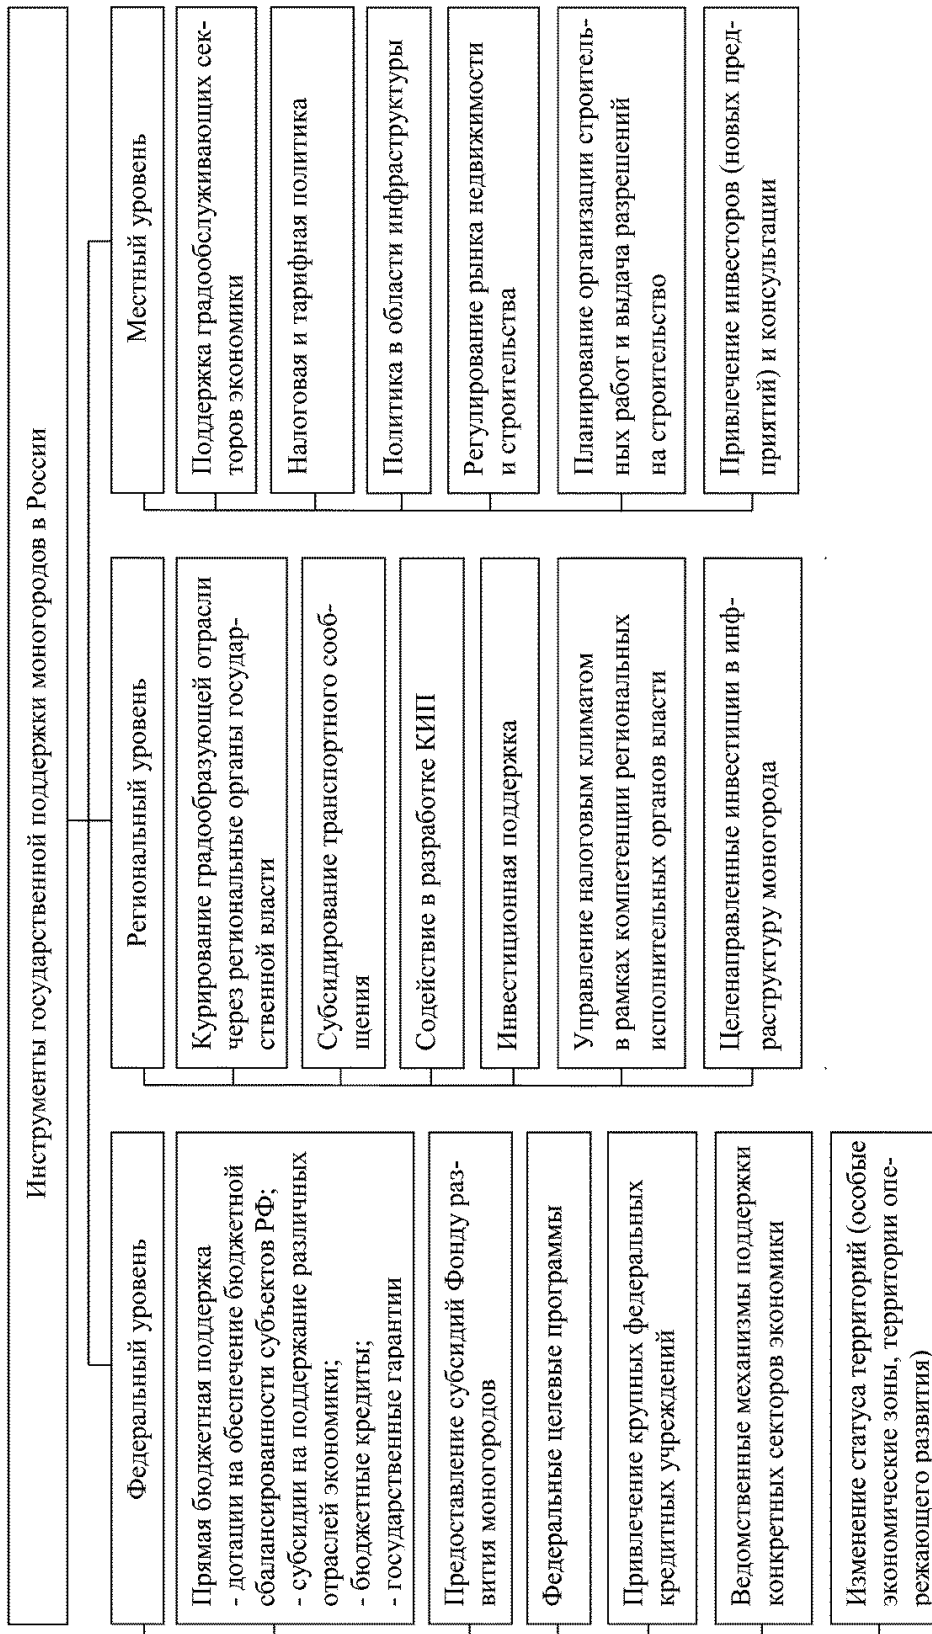 Инструменты государственной поддержки моногородов в России
Федеральный уровень
Прямая бюджетная поддержка
- дотации на обеспечение бюджетной
сбалансированности субъектов РФ;
- субсидии на поддержание различных
отраслей экономики;
- бюджетные кредиты;
- государственные гарантии
Предоставление субсидий Фонду раз-
вития моногородов
Федеральные целевые программы
Привлечение крупных федеральных
кредитных учреждений
Ведомственные механизмы поддержки
конкретных секторов экономики
Изменение статуса территорий (особые
экономические зоны, территории опе-
режающего развития)
Региональный уровень
Курирование градообразующей отрасли
через региональные органы государ-
ственной власти
Субсидирование транспортного сооб-
щения
Содействие в разработке КИП
Инвестиционная поддержка
Управление налоговым климатом
в рамках компетенции региональных
исполнительных органов власти
Целенаправленные инвестиции в инф-
раструктуру моногорода
Местный уровень
Поддержка градообслуживающих сек-
торов экономики
Налоговая и тарифная политика
Политика в области инфраструктуры
Регулирование рынка недвижимости
и строительства
Планирование организации строитель-
ных работ и выдача разрешений
на строительство
Привлечение инвесторов (новых пред-
приятий) и консультации